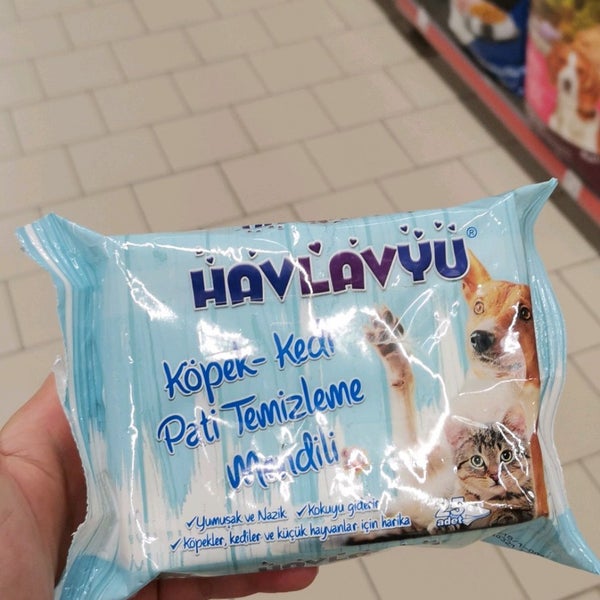 HAVLAVYU®
Köpek-Kedi
Pati Temizleme
Mendili
✓Yumuşak ve Nazik ✓Kokuyu giderir
✓Köpekler, kediler ve küçük hayvanlar için harika
25
adet